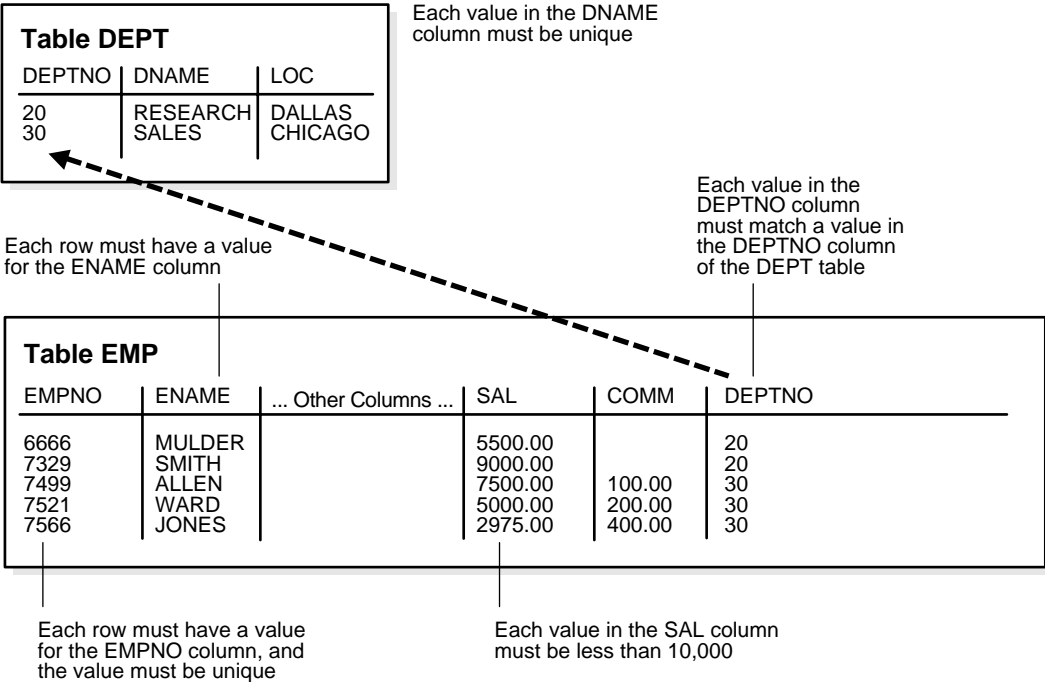 Each value in the DNAME
column must be unique
Table DEPT
DEPTNO DNAME LOC
20 RESEARCH DALLAS
30 SALES CHICAGO
Each value in the
DEPTNO column
must match a value in
the DEPTNO column
of the DEPT table
Each row must have a value
for the ENAME column
Table EMP
EMPNO ENAME ... Other Columns ... SAL COMM DEPTNO
6666 MULDER 5500.00 20
7329 SMITH 9000.00 20
7499 ALLEN 7500.00 100.00 30
7521 WARD 5000.00 200.00 30
7566 JONES 2975.00 400.00 30
Each row must have a value
for the EMPNO column, and
the value must be unique
Each value in the SAL column
must be less than 10,000